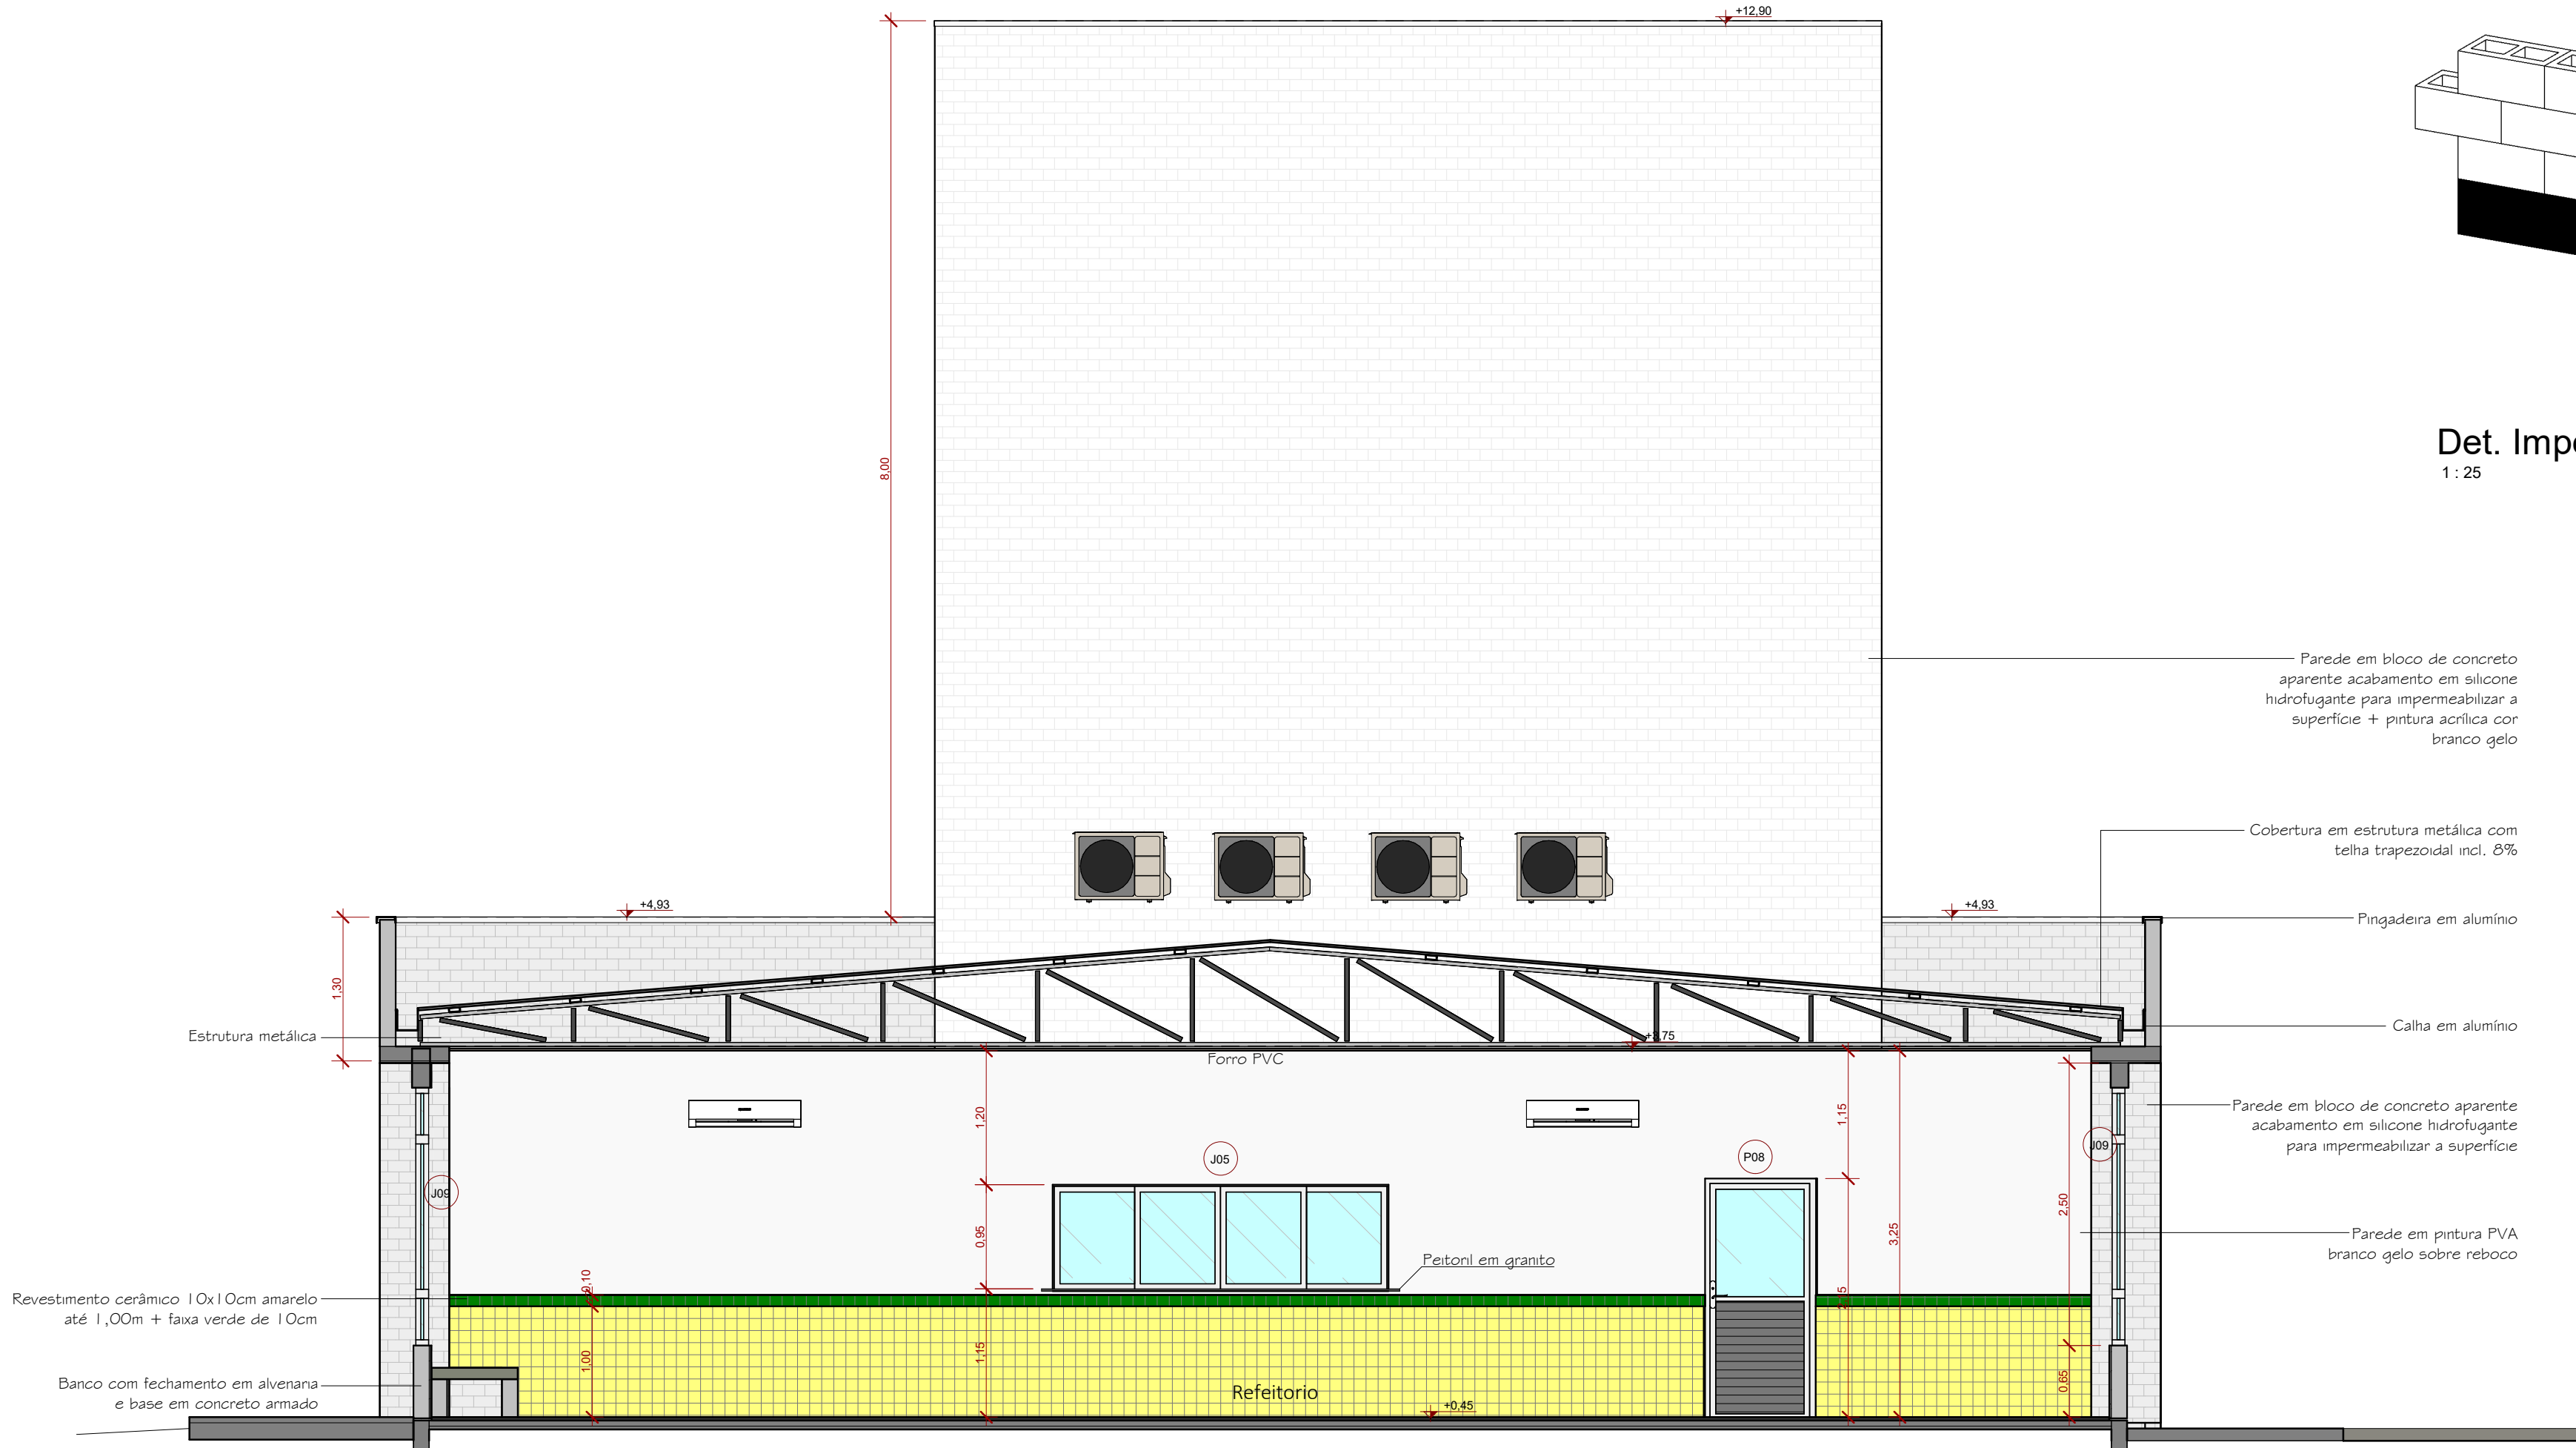 +12,90
8,00
Det. Imp
1 : 25
Parede em bloco de concreto
aparente acabamento em silicone
hidrofugante para impermeabilizar a
superfície + pintura acrílica cor
branco gelo
Cobertura em estrutura metálica com
telha trapezoidal incl. 8%
+4,93
+4,93
Pingadeira em alumínio
1,30
Estrutura metálica
Calha em alumínio
+3,75
Forro PVC
1,20
1,15
Parede em bloco de concreto aparente
acabamento em silicone hidrofugante
para impermeabilizar a superfície
J05
P08
J09
J09
2,50
0,95
3,25
Parede em pintura PVA
branco gelo sobre reboco
Peitoril em granito
0,10
Revestimento cerâmico 10x10cm amarelo
até 1,00m + faixa verde de 10cm
1,00
1,15
0,65
Banco com fechamento em alvenaria
e base em concreto armado
Refeitorio
+0,45